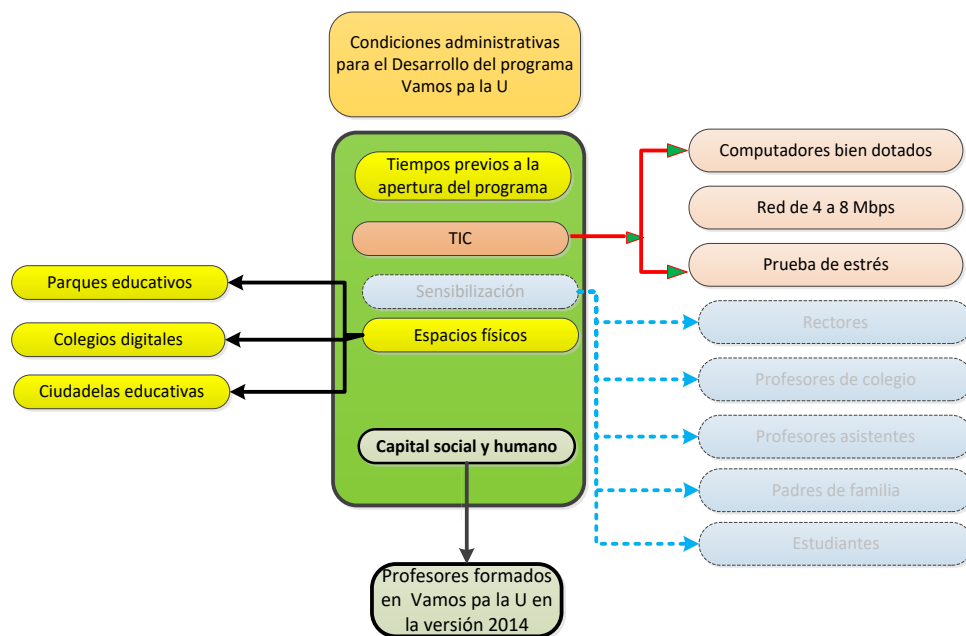 Condiciones administrativas
para el Desarrollo del programa
Vamos pa la U
Tiempos previos a la
apertura del programa
TIC
Sensibilización
Espacios físicos
Capital social y humano
Profesores formados
en Vamos pa la U en
la versión 2014
Parques educativos
Colegios digitales
Ciudadelas educativas
Computadores bien dotados
Red de 4 a 8 Mbps
Prueba de estrés
Rectores
Profesores de colegio
Profesores asistentes
Padres de familia
Estudiantes